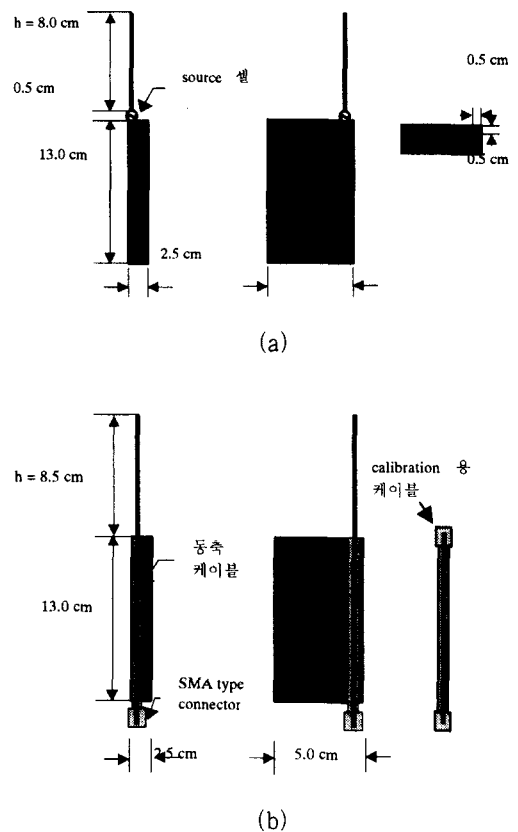 h = 8.0 cm
0.5 cm
source 셀
0.5 cm
13.0 cm
0.5 cm
2.5 cm
(a)
h = 8.5 cm
calibration 용
케이블
동축
케이블
13.0 cm
SMA type
connector
2.5 cm
5.0 cm
(b)